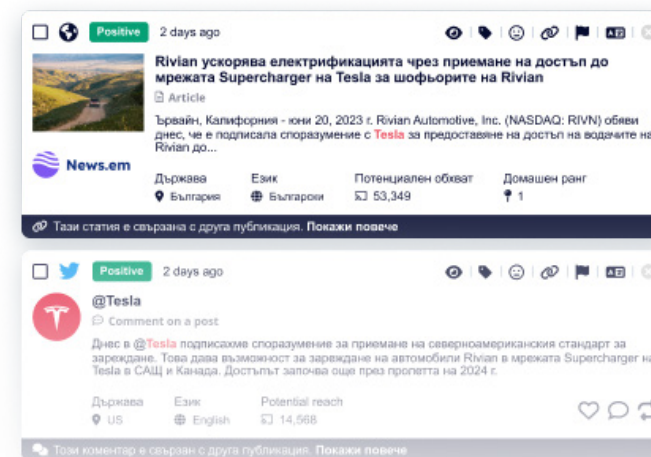 Positive 2 days ago
Rivian ускорява електрификацията чрез приемане на достъп до
мрежата Supercharger на Tesla за шофьорите на Rivian
Article
Ървайн, Калифорния - юни 20, 2023 г. Rivian Automotive, Inc. (NASDAQ: RIVN) обяви
днес, че е подписала споразумение с Tesla за предоставяне на достъп на водачите на
Rivian до...
News.em
Държава Език Потенциален обхват Домашен ранг
България Български 53,349 1
Тази статия е свързана с друга публикация. Покажи повече
Positive 2 days ago
@Tesla
Comment on a post
Днес в @Tesla подписахме споразумение за приемане на северноамериканския стандарт за
зареждане. Това дава възможност за зареждане на автомобили Rivian в мрежата Supercharger на
Tesla в САЩ и Канада. Достъпът започва още през пролетта на 2024 г.
Държава Език Potential reach
US English 14,568
Този коментар е свързан с друга публикация. Покажи повече